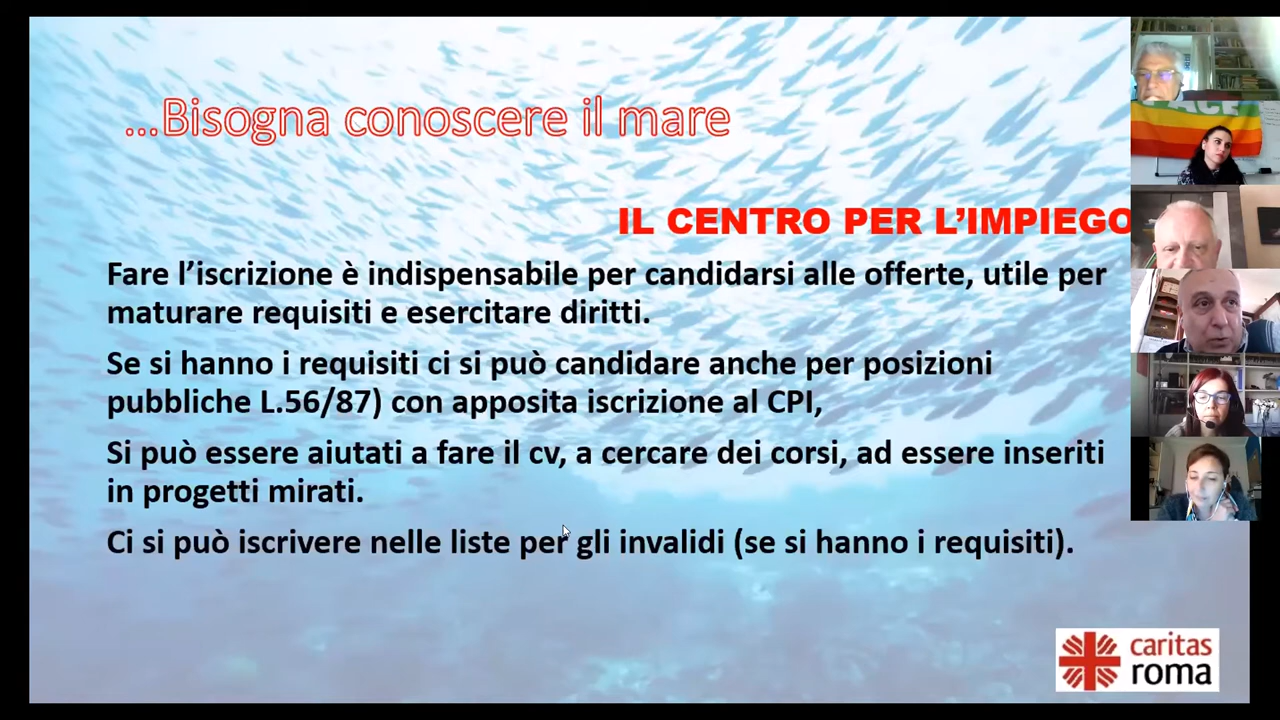 ...Bisogna conoscere il mare
IL CENTRO PER L’IMPIEGO
Fare l’iscrizione è indispensabile per candidarsi alle offerte, utile per
maturare requisiti e esercitare diritti.
Se si hanno i requisiti ci si può candidare anche per posizioni
pubbliche L.56/87) con apposita iscrizione al CPI,
Si può essere aiutati a fare il cv, a cercare dei corsi, ad essere inseriti
in progetti mirati.
Ci si può iscrivere nelle liste per gli invalidi (se si hanno i requisiti).
caritas
roma